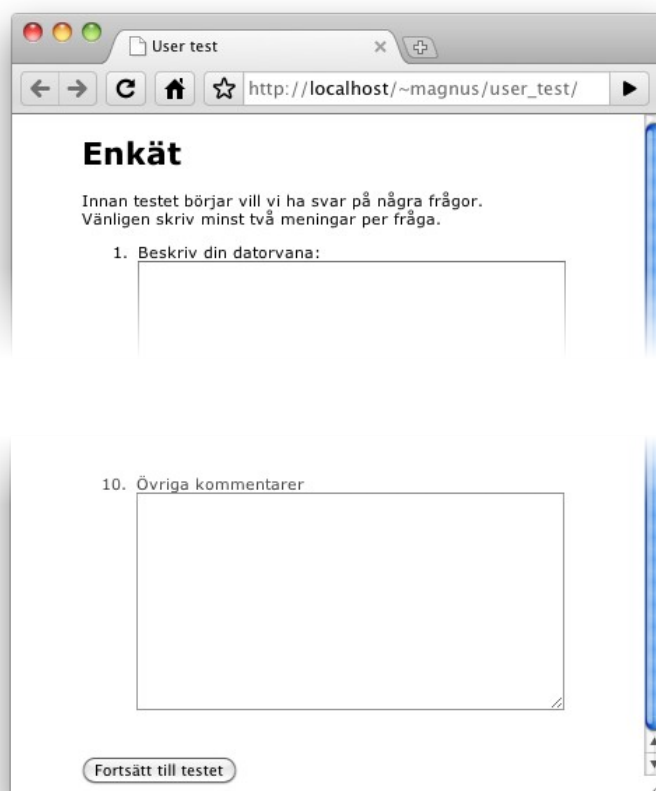 User test
http://localhost/~magnus/user_test/
Enkät
Innan testet börjar vill vi ha svar på några frågor.
Vänligen skriv minst två meningar per fråga.
1. Beskriv din datorvana:
10. Övriga kommentarer
Fortsätt till testet